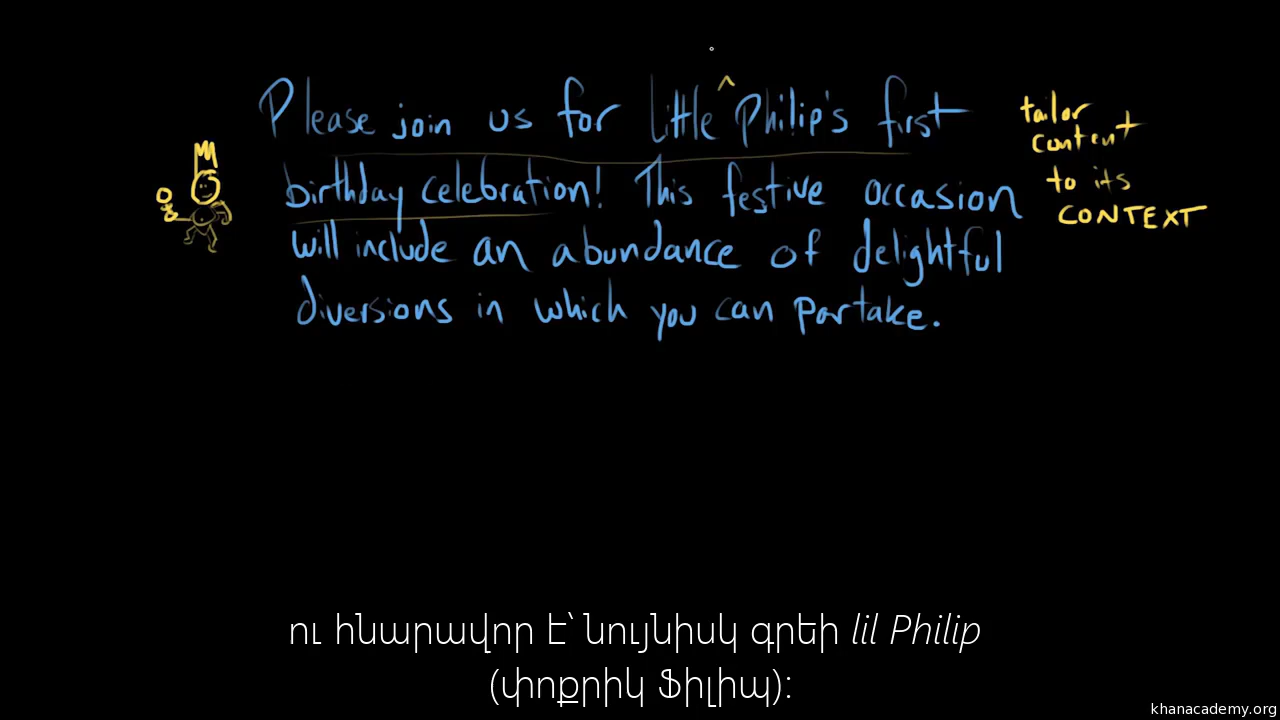 Please join us for little ^ Philip's first
birthday celebration! This festive occasion
will include an abundance of delightful
diversions in which you can partake.
tailor
content
to its
CONTEXT
ու հնարավոր է՝ նույնիսկ գրեի lil Philip
(փոքրիկ Ֆիլիպ)։
khanacademy.org